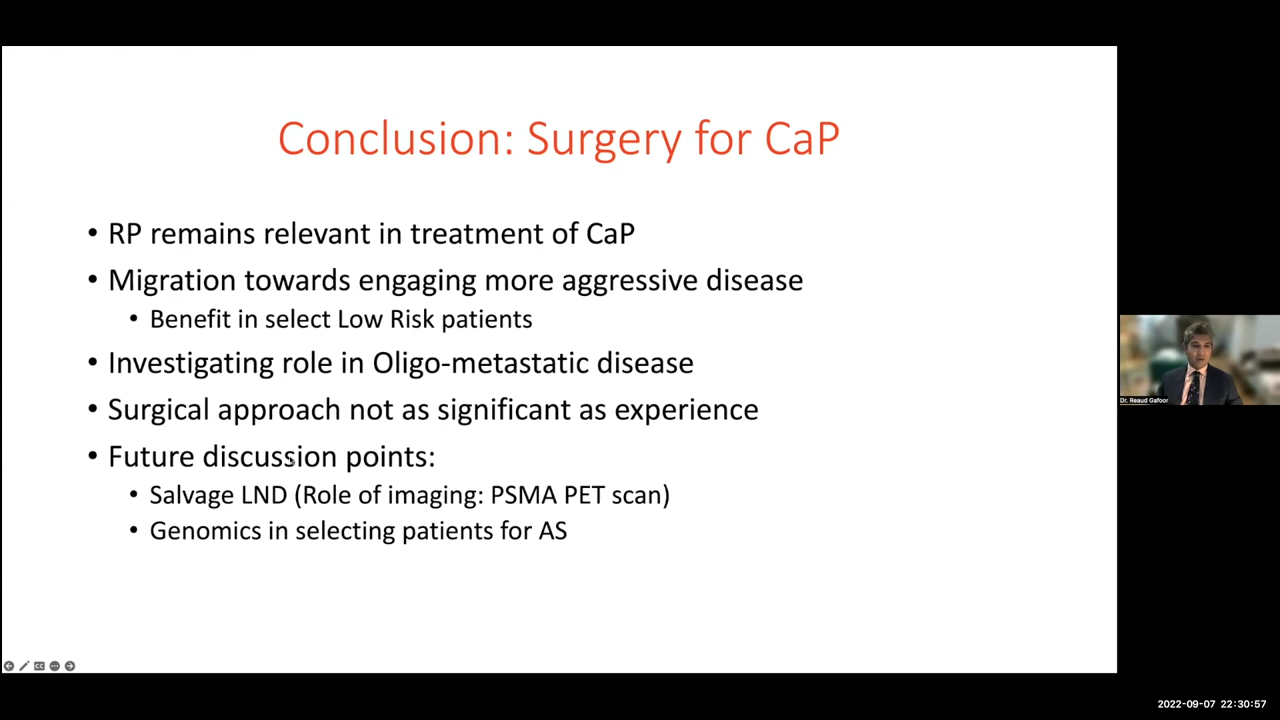 Conclusion: Surgery for CaP
• RP remains relevant in treatment of CaP
• Migration towards engaging more aggressive disease
• Benefit in select Low Risk patients
• Investigating role in Oligo-metastatic disease
• Surgical approach not as significant as experience
• Future discussion points:
• Salvage LND (Role of imaging: PSMA PET scan)
• Genomics in selecting patients for AS
Dr. Reaud Gafoor
2022-09-07 22:30:57